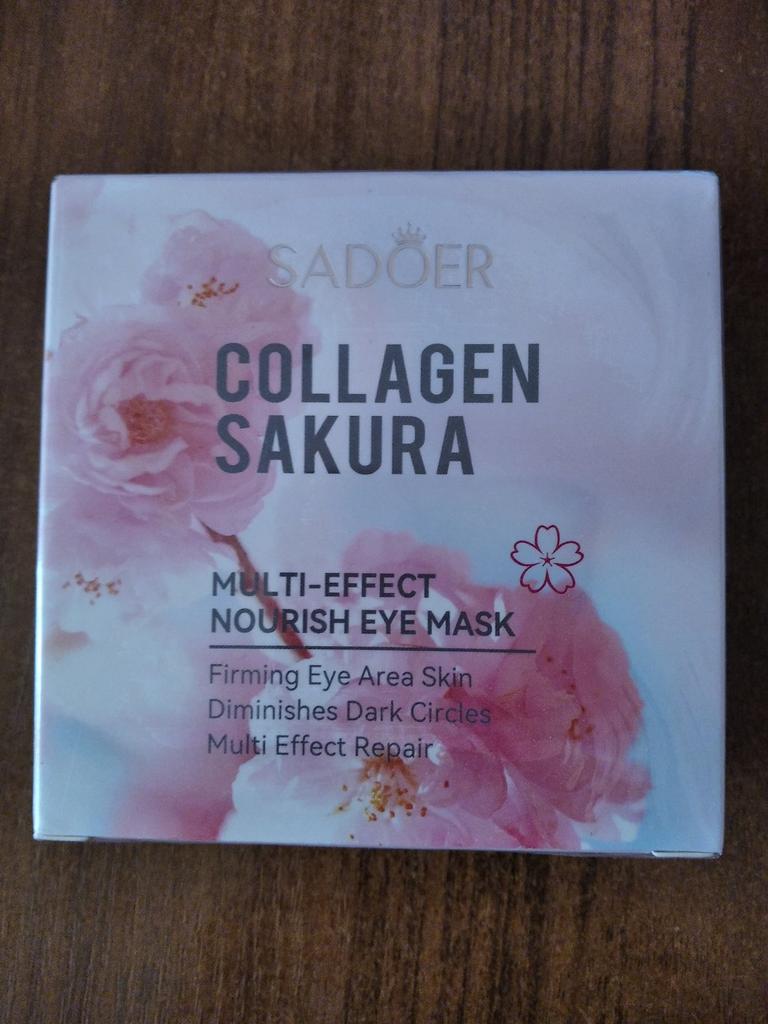 SADOER
COLLAGEN
SAKURA
MULTI-EFFECT
NOURISH EYE MASK
Firming Eye Area Skin
Diminishes Dark Circles
Multi Effect Repair